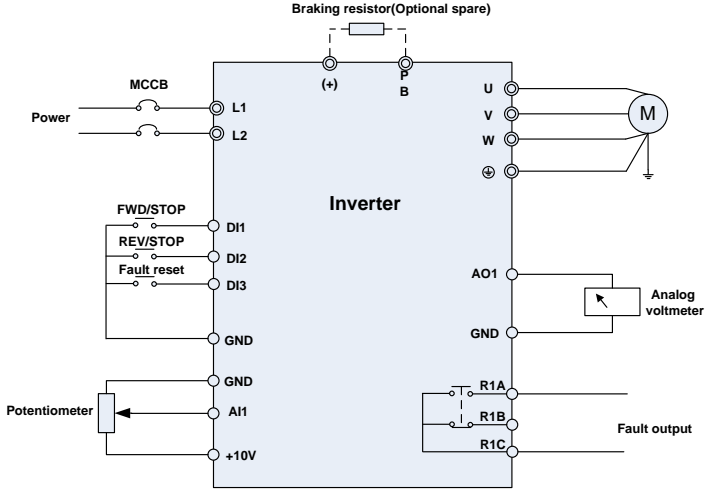 Braking resistor(Optional spare)
(+)
P
B
MCCB
Power
L1
L2
U
V
W
M
Inverter
FWD/STOP
DI1
REV/STOP
DI2
Fault reset
DI3
GND
AO1
Analog
voltmeter
GND
GND
Potentiometer
AI1
+10V
R1A
R1B
R1C
Fault output